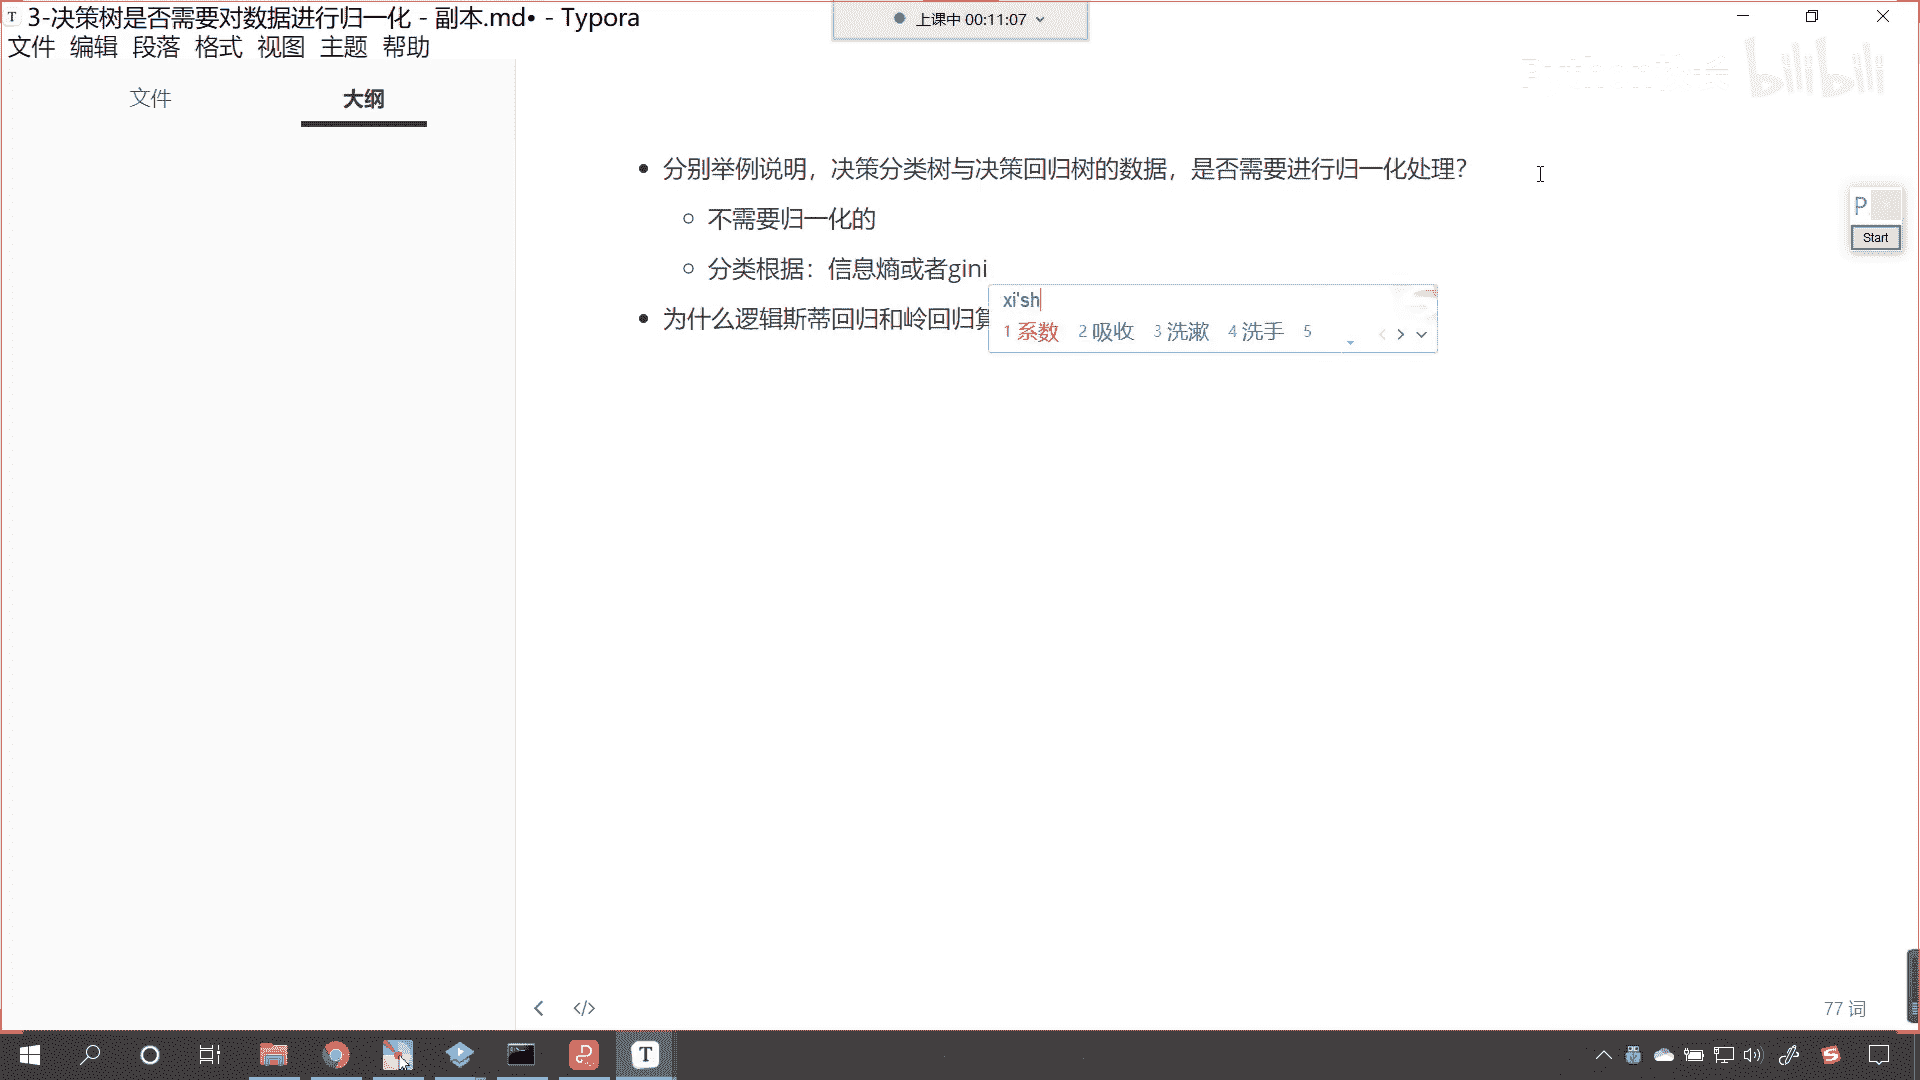 3-决策树是否需要对数据进行归一化 - 副本.md• - Typora
上课中 00:11:07
文件 编辑 段落 格式 视图 主题 帮助
文件 大纲
bilibili
分别举例说明，决策分类树与决策回归树的数据，是否需要进行归一化处理？
P
Start
不需要归一化的
分类根据：信息熵或者gini
xi'sh
1 系数 2 吸收 3 洗漱 4 洗手 5
为什么逻辑斯蒂回归和岭回归算
</> 77 词